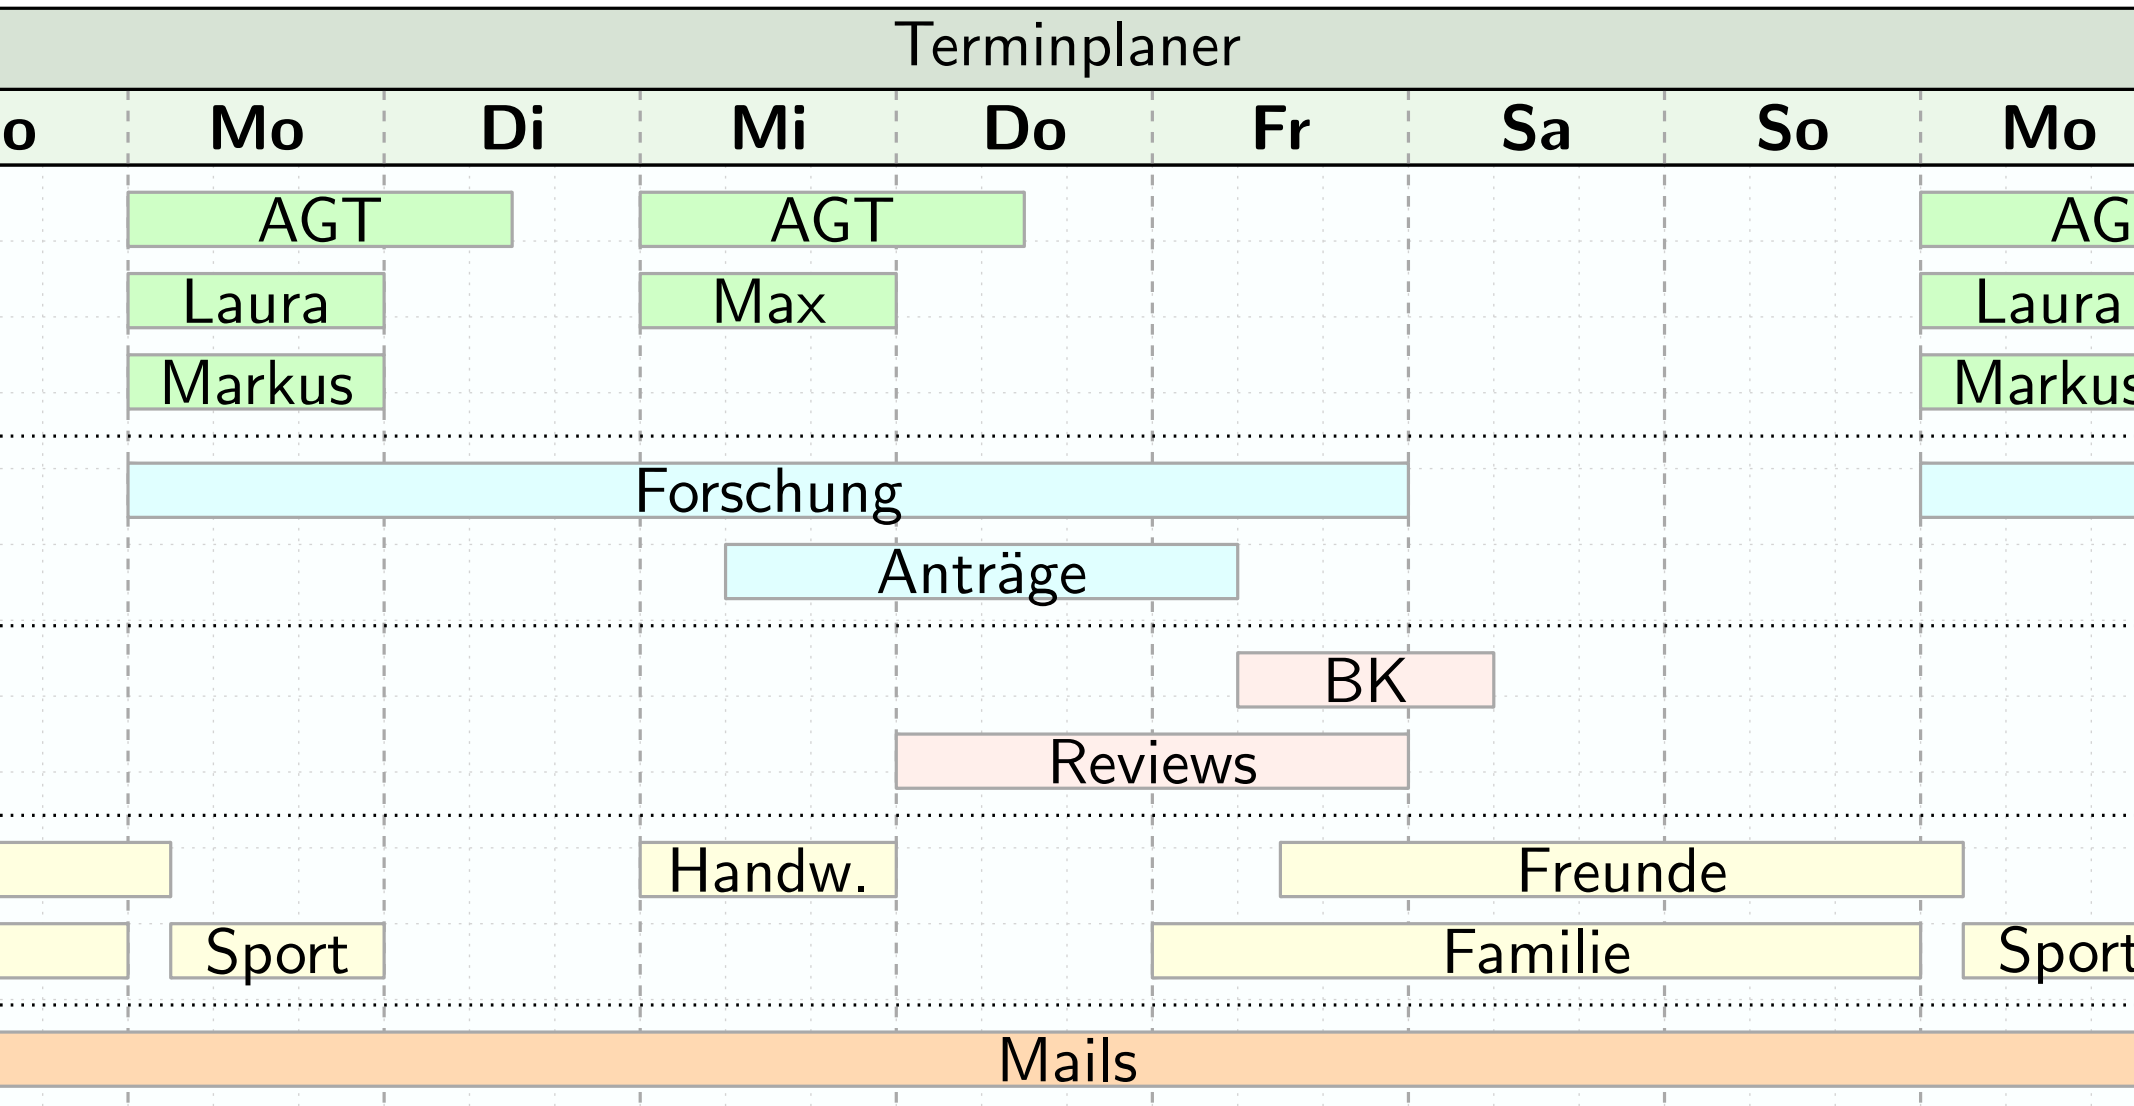 Terminplaner
o Mo Di Mi Do Fr Sa So Mo
AGT AGT AG
Laura Max Laura
Markus Markus
Forschung
Anträge
BK
Reviews
Handw. Freunde
Sport Familie Sport
Mails